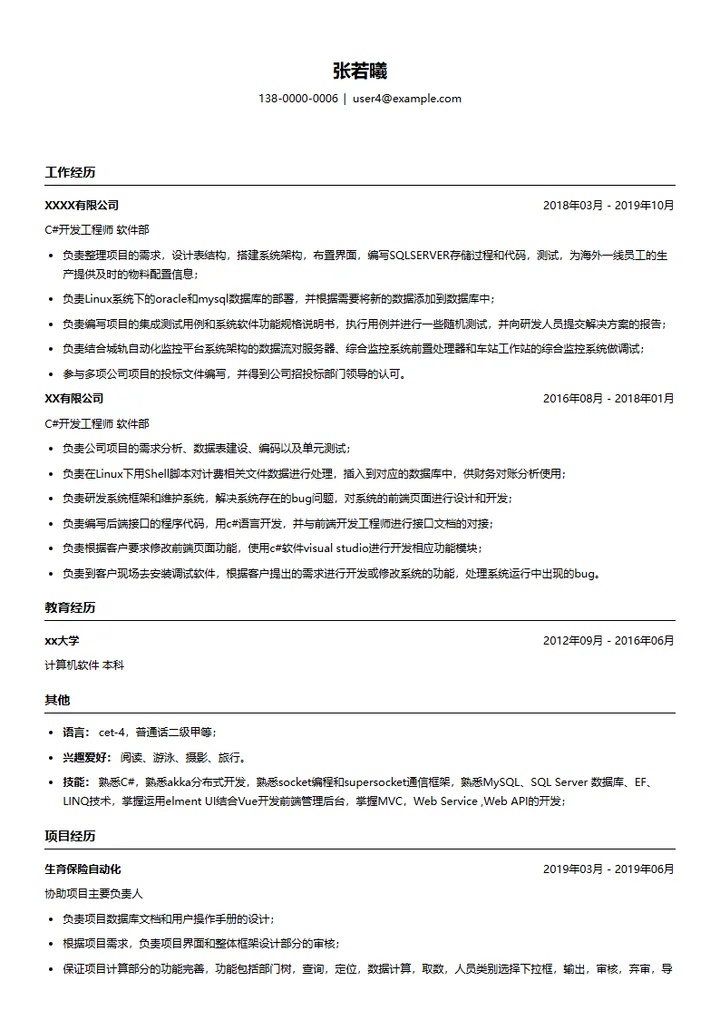 张若曦
138-0000-0006 | user4@example.com
工作经历
XXXX有限公司 2018年03月 - 2019年10月
C#开发工程师 软件部
• 负责整理项目的需求，设计表结构，搭建系统架构，布置界面，编写SQLSERVER存储过程和代码，测试，为海外一线员工的生
产提供及时的物料配置信息；
• 负责Linux系统下的oracle和mysql数据库的部署，并根据需要将新的数据添加到数据库中；
• 负责编写项目的集成测试用例和系统软件功能规格说明书，执行用例并进行一些随机测试，并向研发人员提交解决方案的报告；
• 负责结合城轨自动化监控平台系统架构的数据流对服务器、综合监控系统前置处理器和车站工作站的综合监控系统做调试；
• 参与多项公司项目的投标文件编写，并得到公司招投标部门领导的认可。
XX有限公司 2016年08月 - 2018年01月
C#开发工程师 软件部
• 负责公司项目的需求分析、数据表建设、编码以及单元测试；
• 负责在Linux下用Shell脚本对计费相关文件数据进行处理，插入到对应的数据库中，供财务对账分析使用；
• 负责研发系统框架和维护系统，解决系统存在的bug问题，对系统的前端页面进行设计和开发；
• 负责编写后端接口的程序代码，用c#语言开发，并与前端开发工程师进行接口文档的对接；
• 负责根据客户要求修改前端页面功能，使用c#软件visual studio进行开发相应功能模块；
• 负责到客户现场去安装调试软件，根据客户提出的需求进行开发或修改系统的功能，处理系统运行中出现的bug。
教育经历
xx大学 2012年09月 - 2016年06月
计算机软件 本科
其他
• 语言： cet-4，普通话二级甲等；
• 兴趣爱好： 阅读、游泳、摄影、旅行。
• 技能： 熟悉C#，熟悉akka分布式开发，熟悉socket编程和supersocket通信框架，熟悉MySQL、SQL Server 数据库、EF、
LINQ技术，掌握运用elment UI结合Vue开发前端管理后台，掌握MVC，Web Service ,Web API的开发；
项目经历
生育保险自动化 2019年03月 - 2019年06月
协助项目主要负责人
• 负责项目数据库文档和用户操作手册的设计；
• 根据项目需求，负责项目界面和整体框架设计部分的审核；
• 保证项目计算部分的功能完善，功能包括部门树，查询，定位，数据计算，取数，人员类别选择下拉框，输出，审核，弃审，导